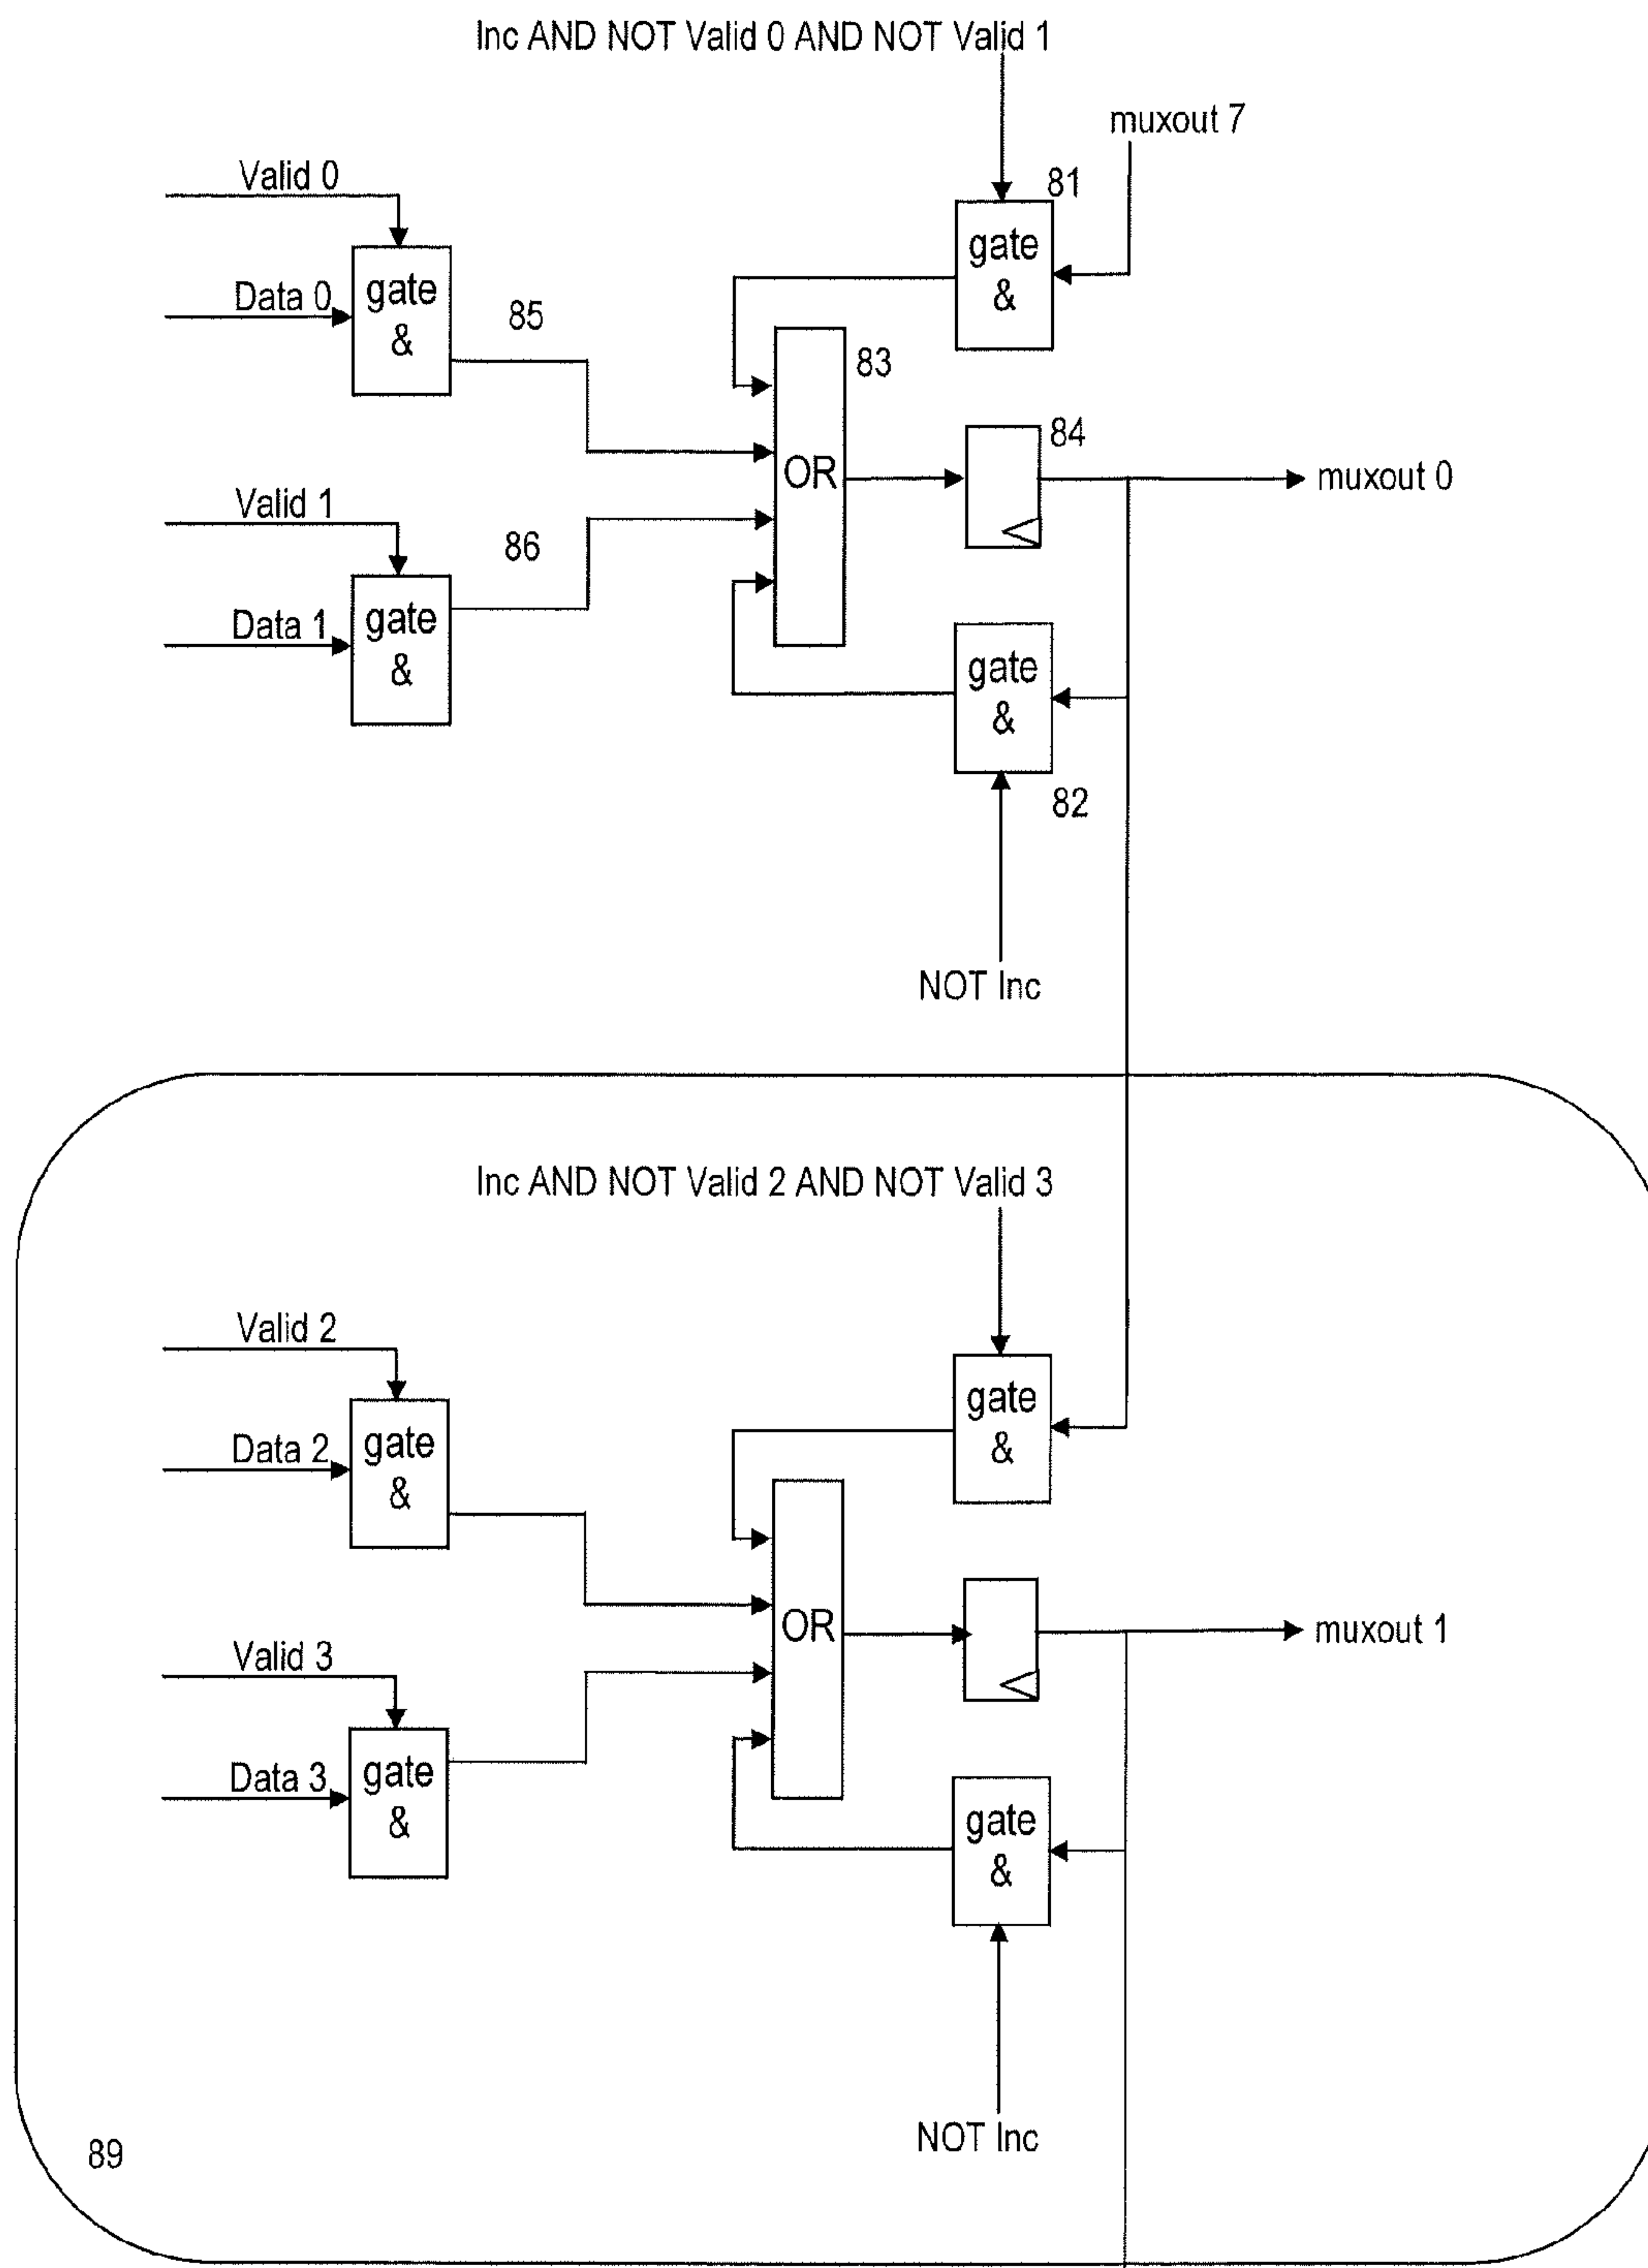 Inc AND NOT Valid 0 AND NOT Valid 1
muxout 7
Valid 0
81
gate
&
Data 0
gate
&
85
83
84
OR
muxout 0
Valid 1
86
Data 1
gate
&
gate
&
82
NOT Inc
Inc AND NOT Valid 2 AND NOT Valid 3
Valid 2
gate
&
Data 2
gate
&
OR
muxout 1
Valid 3
Data 3
gate
&
gate
&
NOT Inc
89